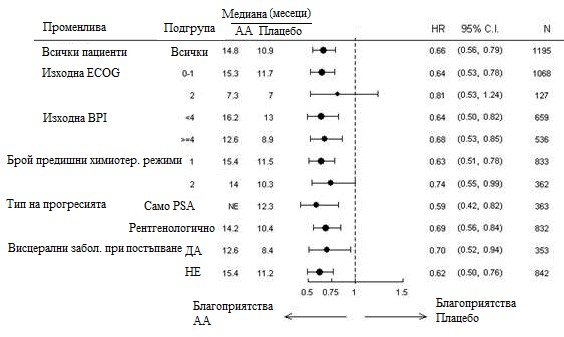 Медиана (месеци)
Променлива Подгрупа AA Плацебо HR 95% C.I. N
Всички пациенти Всички 14.8 10.9 0.66 (0.56, 0.79) 1195
Изходна ECOG 0-1 15.3 11.7 0.64 (0.53, 0.78) 1068
2 7.3 7 0.81 (0.53, 1.24) 127
Изходна BPI <4 16.2 13 0.64 (0.50, 0.82) 659
>=4 12.6 8.9 0.68 (0.53, 0.85) 536
Брой предишни химиотер. режими 1 15.4 11.5 0.63 (0.51, 0.78) 833
2 14 10.3 0.74 (0.55, 0.99) 362
Тип на прогресията Само PSA NE 12.3 0.59 (0.42, 0.82) 363
Рентгенологично 14.2 10.4 0.69 (0.56, 0.84) 832
Висцерални забол. при постъпване ДА 12.6 8.4 0.70 (0.52, 0.94) 353
НЕ 15.4 11.2 0.62 (0.50, 0.76) 842
0.5 0.75 1 1.5
Благоприятства Благоприятства
AA Плацебо